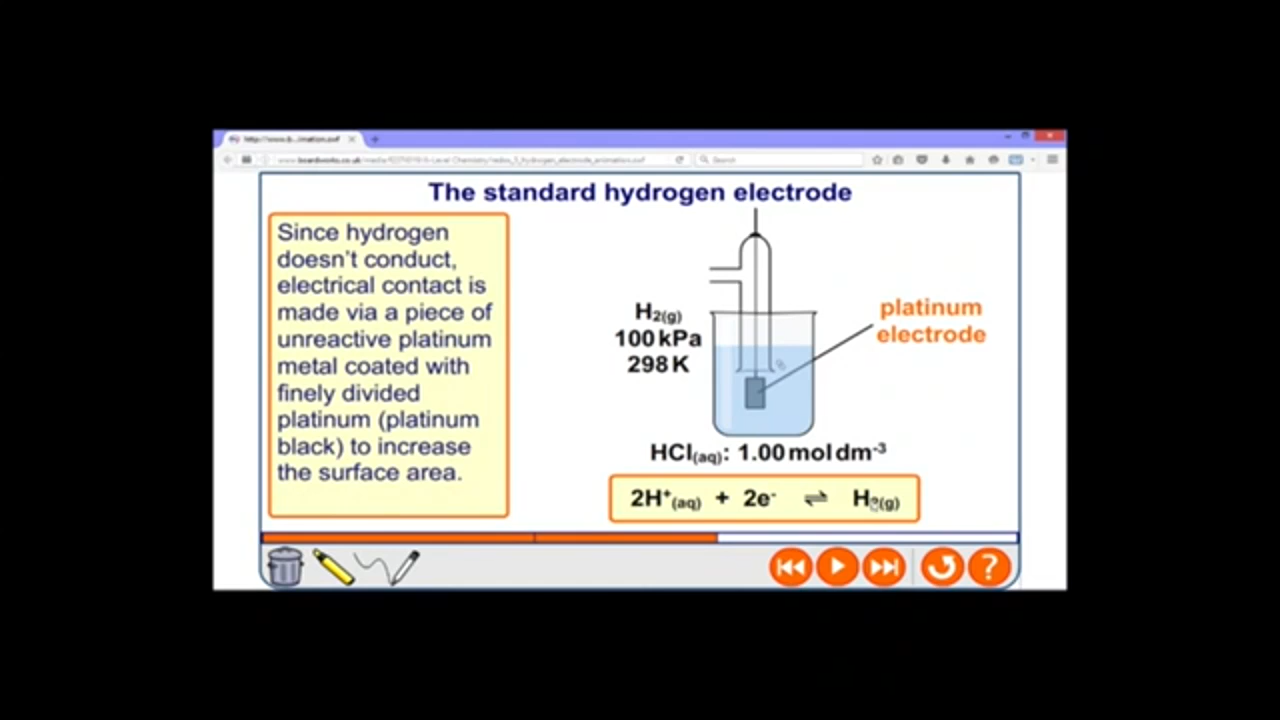 The standard hydrogen electrode
Since hydrogen
doesn't conduct,
electrical contact is
made via a piece of
unreactive platinum
metal coated with
finely divided
platinum (platinum
black) to increase
the surface area.
H2(g)
100 kPa
298 K
platinum
electrode
HCl(aq): 1.00 mol dm-3
2H+(aq) + 2e- ⇌ H2(g)
Search
?